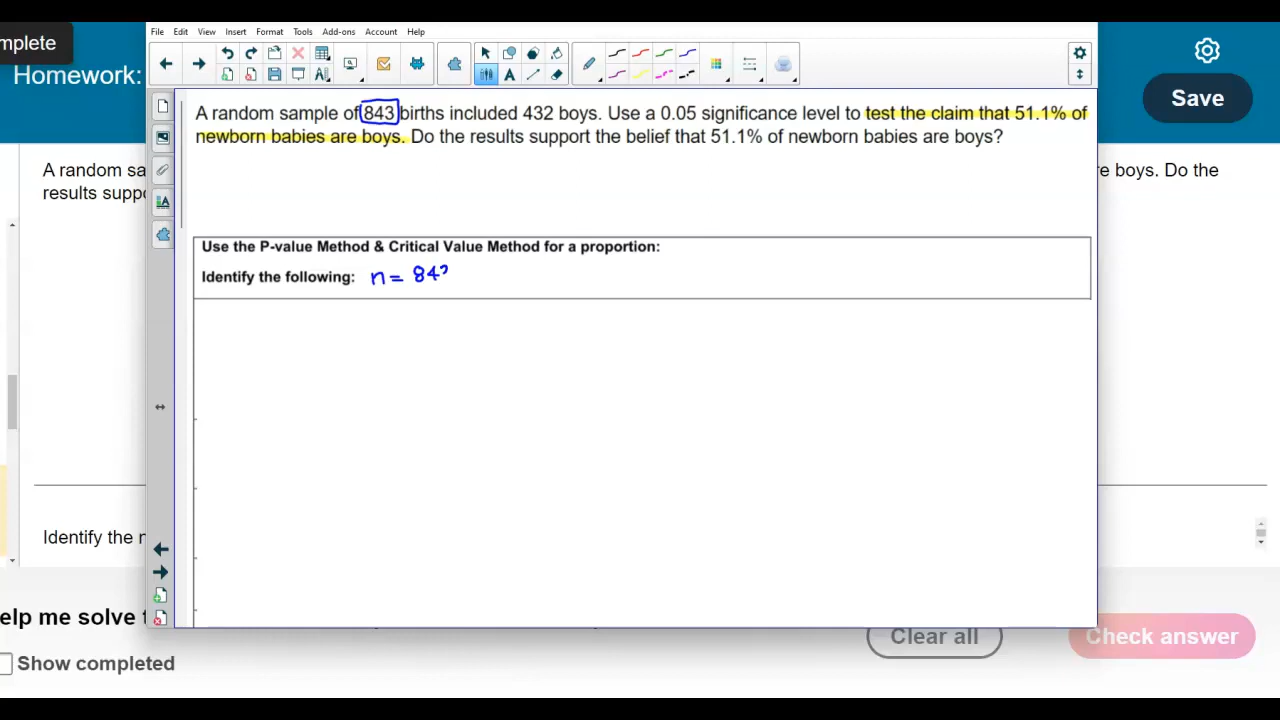 mplete
File Edit View Insert Format Tools Add-ons Account Help
Homework:
Save
A random sample of 843 births included 432 boys. Use a 0.05 significance level to test the claim that 51.1% of
newborn babies are boys. Do the results support the belief that 51.1% of newborn babies are boys?
A random sa
re boys. Do the
results suppo
Use the P-value Method & Critical Value Method for a proportion:
Identify the following: n = 843
Identify the n
elp me solve t
Clear all
Check answer
Show completed